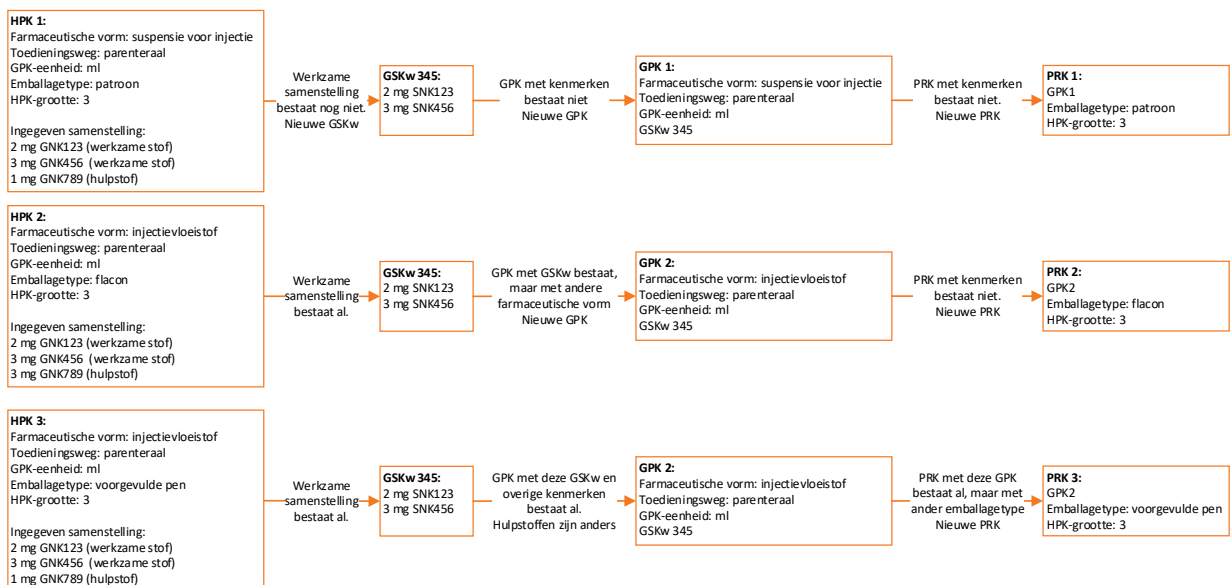 HPK 1:
Farmaceutische vorm: suspensie voor injectie
Toedieningsweg: parenteraal
GPK-eenheid: ml
Emballagetype: patroon
HPK-grootte: 3
Ingegeven samenstelling:
2 mg GNK123 (werkzame stof)
3 mg GNK456 (werkzame stof)
1 mg GNK789 (hulpstof)
Werkzame
samenstelling
bestaat nog niet.
Nieuwe GSKw
GSKw 345:
2 mg SNK123
3 mg SNK456
GPK met kenmerken
bestaat niet
Nieuwe GPK
GPK 1:
Farmaceutische vorm: suspensie voor injectie
Toedieningsweg: parenteraal
GPK-eenheid: ml
GSKw 345
PRK met kenmerken
bestaat niet.
Nieuwe PRK
PRK 1:
GPK1
Emballagetype: patroon
HPK-grootte: 3
HPK 2:
Farmaceutische vorm: injectievloeistof
Toedieningsweg: parenteraal
GPK-eenheid: ml
Emballagetype: flacon
HPK-grootte: 3
Ingegeven samenstelling:
2 mg GNK123 (werkzame stof)
3 mg GNK456 (werkzame stof)
3 mg GNK789 (hulpstof)
Werkzame
samenstelling
bestaat al.
GSKw 345:
2 mg SNK123
3 mg SNK456
GPK met GSKw bestaat,
maar met andere
farmaceutische vorm
Nieuwe GPK
GPK 2:
Farmaceutische vorm: injectievloeistof
Toedieningsweg: parenteraal
GPK-eenheid: ml
GSKw 345
PRK met kenmerken
bestaat niet.
Nieuwe PRK
PRK 2:
GPK2
Emballagetype: flacon
HPK-grootte: 3
HPK 3:
Farmaceutische vorm: injectievloeistof
Toedieningsweg: parenteraal
GPK-eenheid: ml
Emballagetype: voorgevulde pen
HPK-grootte: 3
Ingegeven samenstelling:
2 mg GNK123 (werkzame stof)
3 mg GNK456 (werkzame stof)
1 mg GNK789 (hulpstof)
Werkzame
samenstelling
bestaat al.
GSKw 345:
2 mg SNK123
3 mg SNK456
GPK met deze GSKw en
overige kenmerken
bestaat al.
Hulpstoffen zijn anders
GPK 2:
Farmaceutische vorm: injectievloeistof
Toedieningsweg: parenteraal
GPK-eenheid: ml
GSKw 345
PRK met deze GPK
bestaat al, maar met
ander emballagetype
Nieuwe PRK
PRK 3:
GPK2
Emballagetype: voorgevulde pen
HPK-grootte: 3